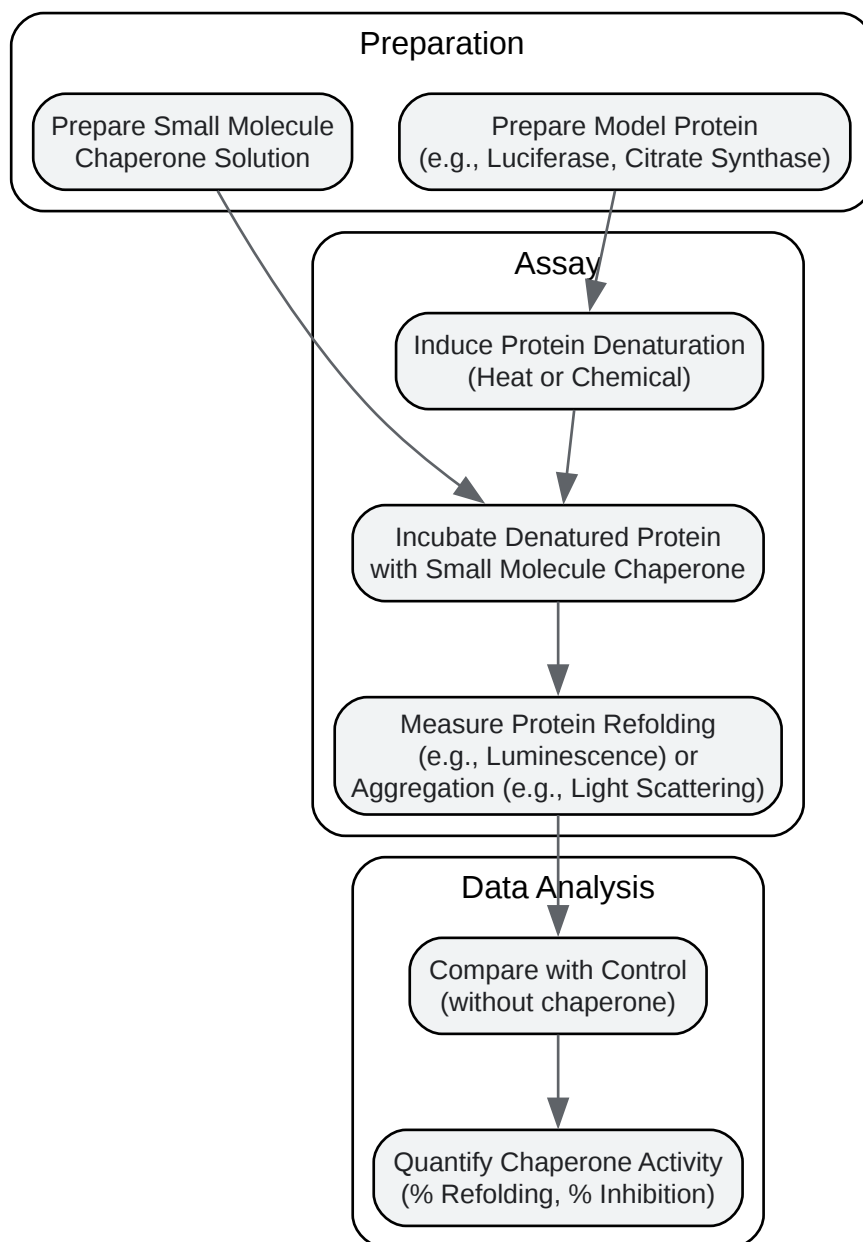 Preparation
Prepare Small Molecule
Chaperone Solution
Prepare Model Protein
(e.g., Luciferase, Citrate Synthase)
Assay
Induce Protein Denaturation
(Heat or Chemical)
Incubate Denatured Protein
with Small Molecule Chaperone
Measure Protein Refolding
(e.g., Luminescence) or
Aggregation (e.g., Light Scattering)
Data Analysis
Compare with Control
(without chaperone)
Quantify Chaperone Activity
(% Refolding, % Inhibition)